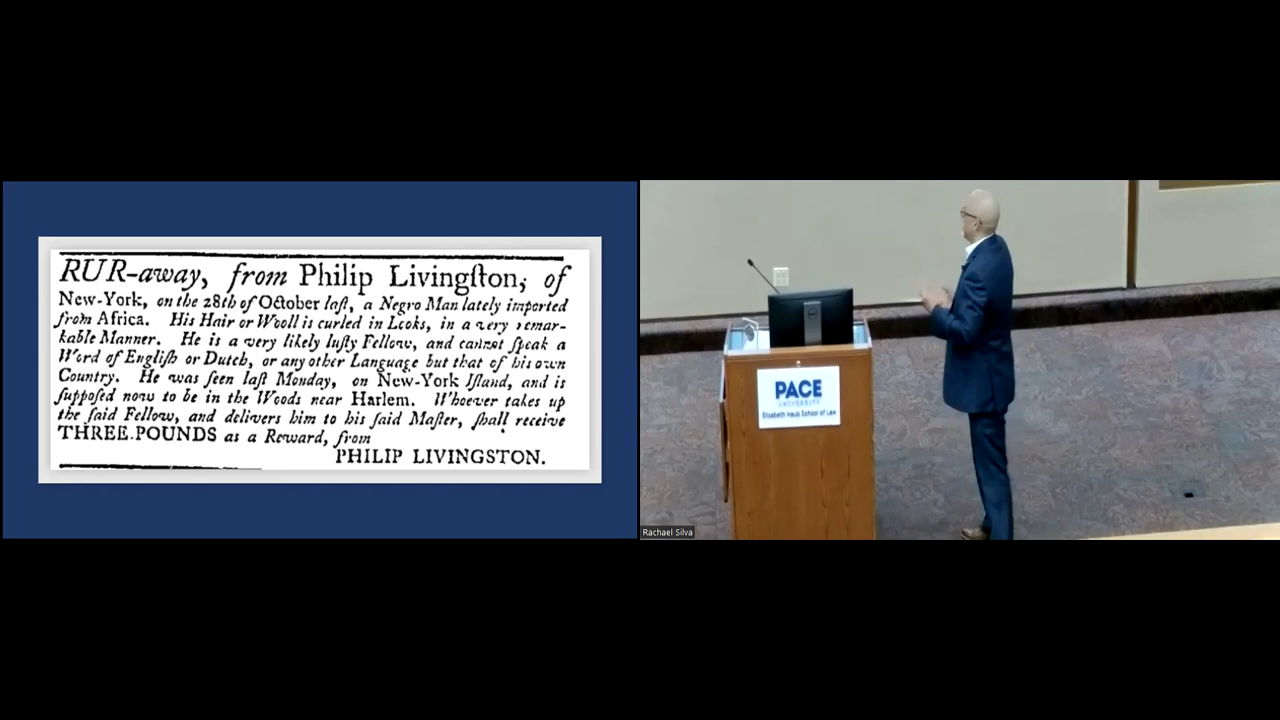 RUR-away, from Philip Livingſton, of
New-York, on the 28th of October laſt, a Negro Man lately imported
from Africa. His Hair or Wooll is curled in Locks, in a very remar-
kable Manner. He is a very likely luſty Fellow, and cannot ſpeak a
Word of Engliſh or Dutch, or any other Language but that of his own
Country. He was ſeen laſt Monday, on New-York Iſland, and is
ſuppoſed now to be in the Woods near Harlem. Whoever takes up
the ſaid Fellow, and delivers him to his ſaid Maſter, ſhall receive
THREE POUNDS as a Reward, from
PHILIP LIVINGSTON.
PACE
UNIVERSITY
Elisabeth Haub School of Law
DELL
Rachael Silva